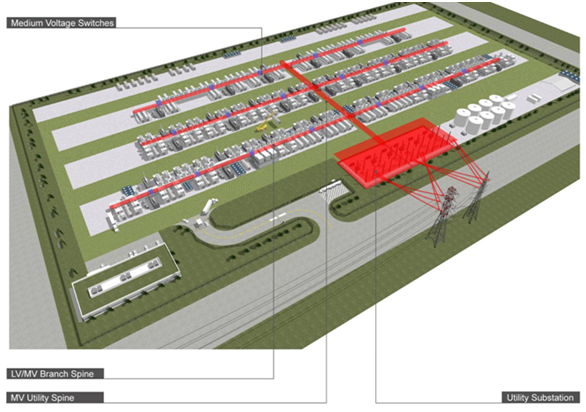 Medium Voltage Switches
LV/MV Branch Spine
MV Utility Spine
Utility Substation